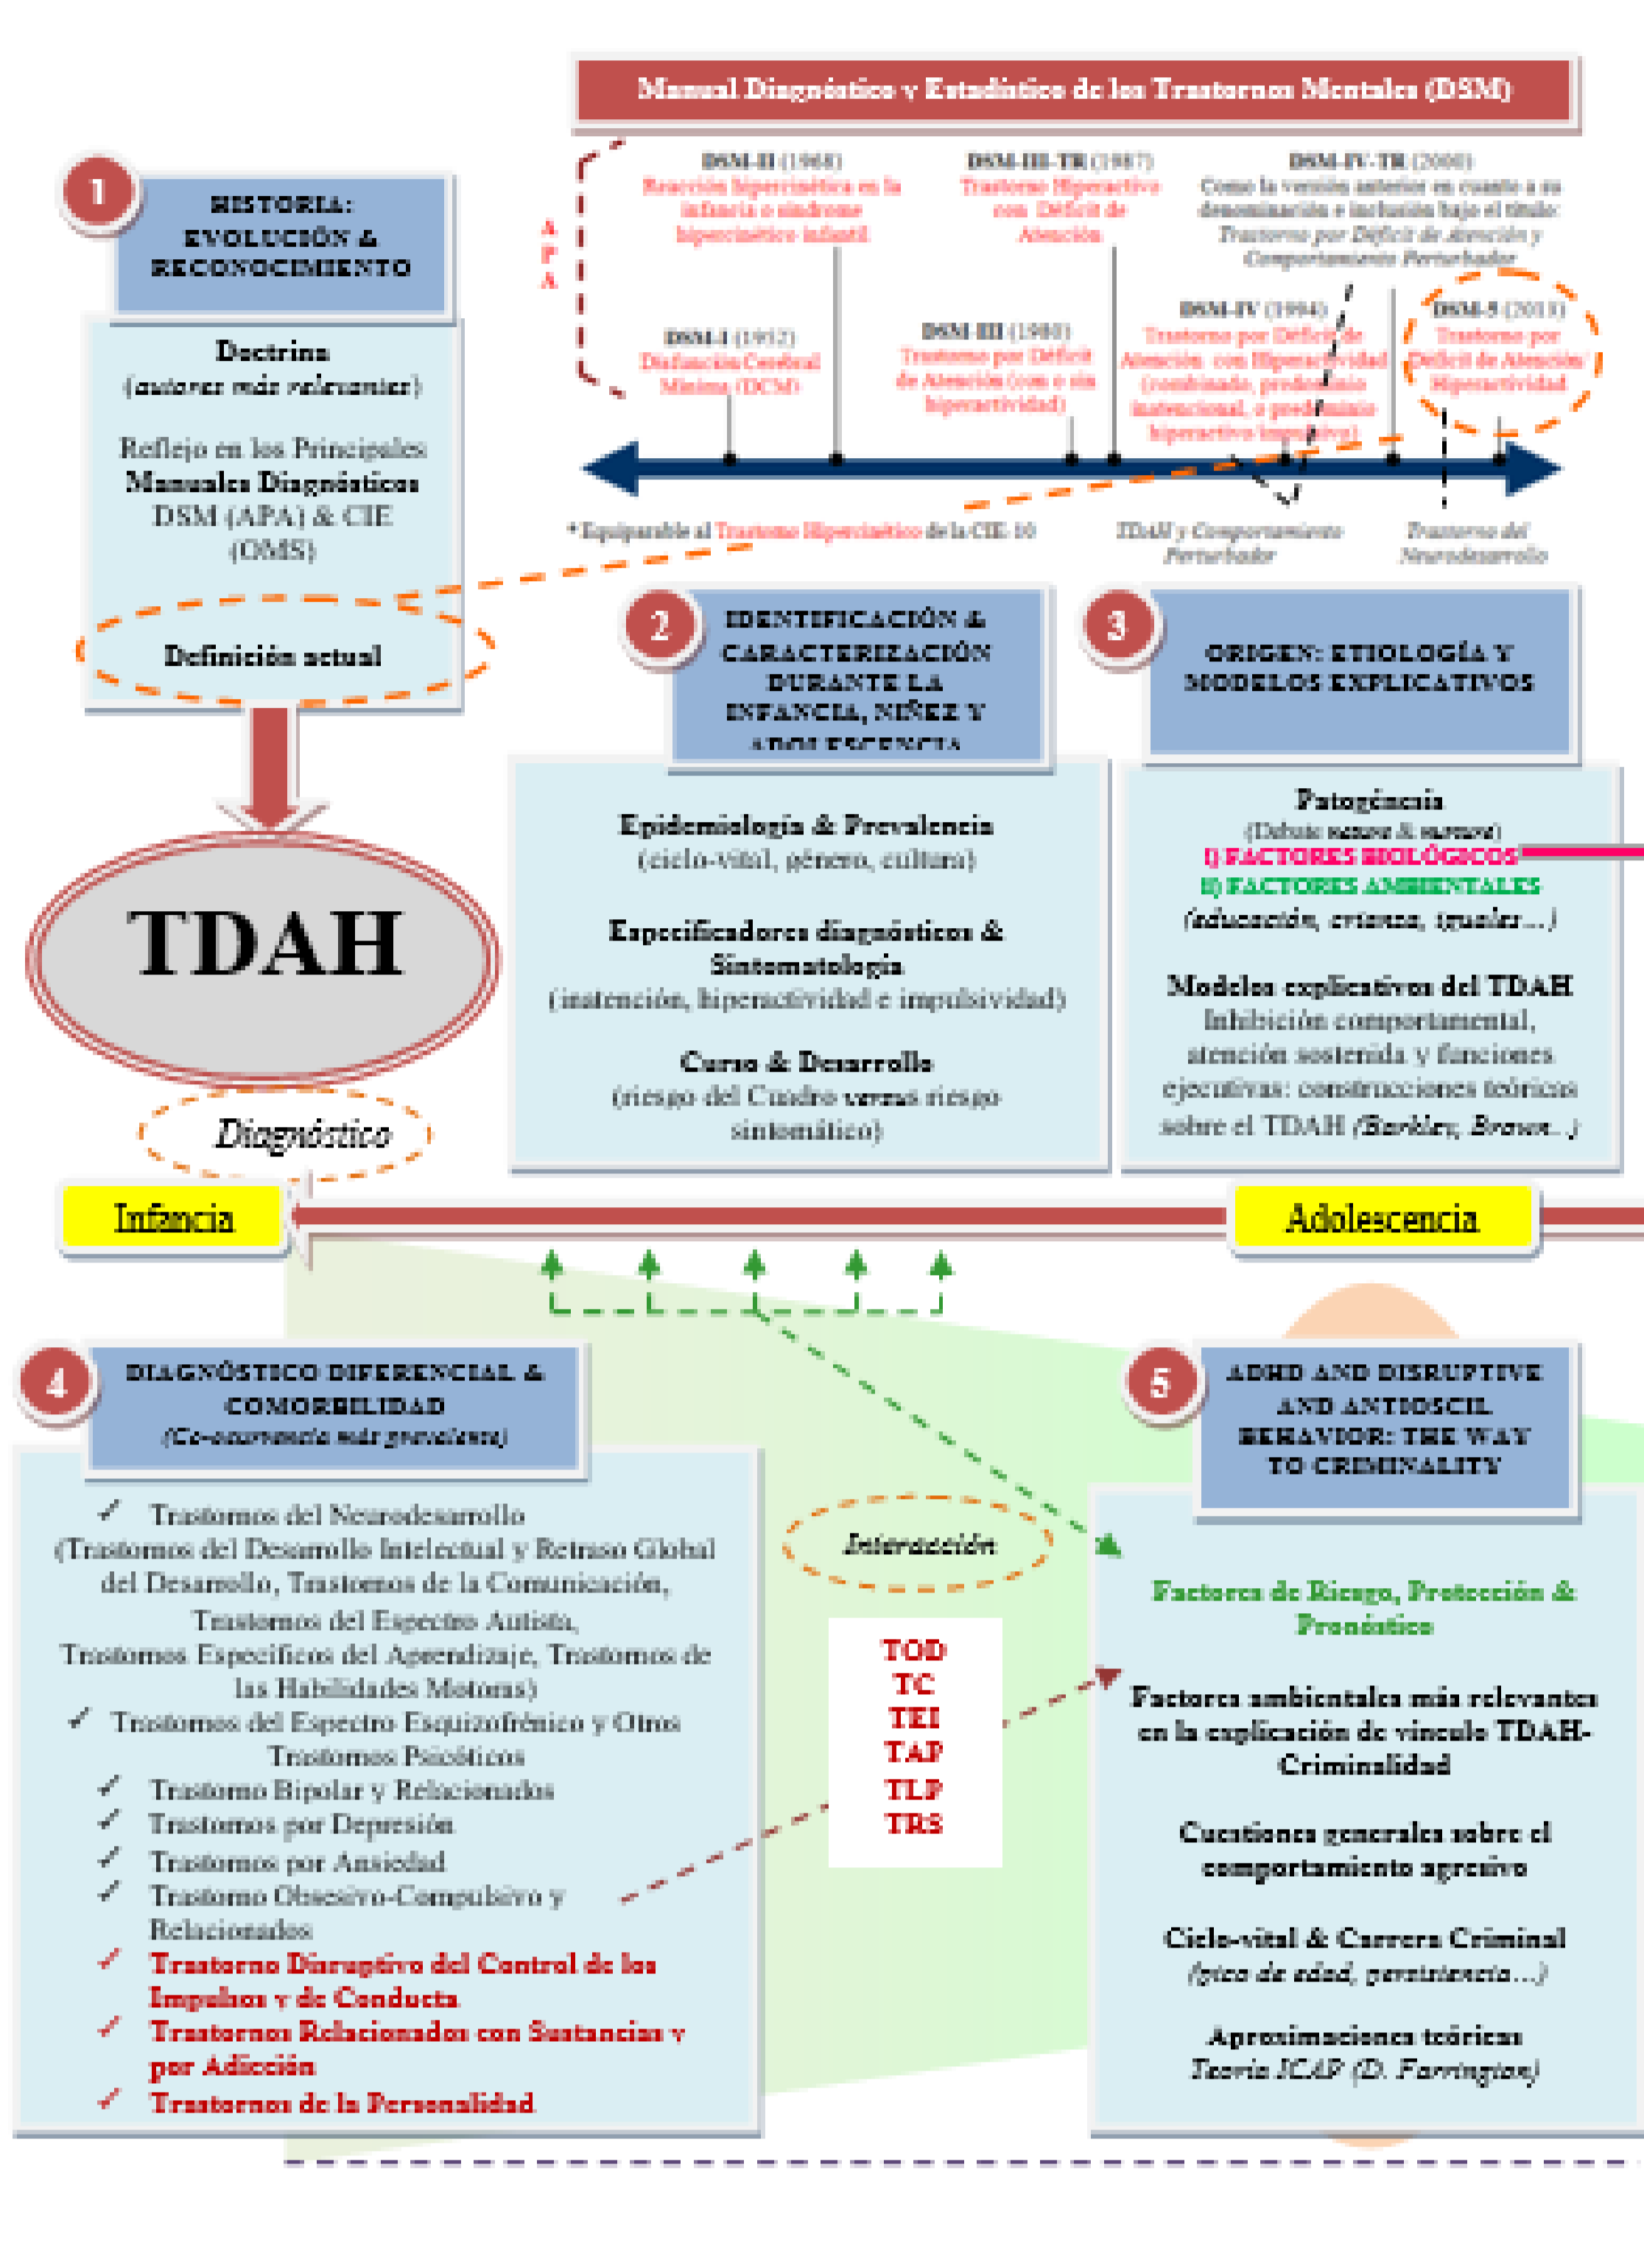 Manual Diagnóstico y Estadístico de los Trastornos Mentales (DSM)
1
HISTORIA:
EVOLUCIÓN &
RECONOCIMIENTO
Doctrina
(autores más relevantes)
Reflejo en los Principales
Manuales Diagnósticos
DSM (APA) & CIE
(OMS)
Definición actual
A
P
A
DSM-II (1968)
Reacción hipercinética en la
infancia o síndrome
hipercinético infantil
DSM-III-TR (1987)
Trastorno Hiperactivo
con Déficit de
Atención
DSM-IV-TR (2000)
Como la versión anterior en cuanto a su
denominación e inclusión bajo el título:
Trastorno por Déficit de Atención y
Comportamiento Perturbador
DSM-I (1952)
Disfunción Cerebral
Mínima (DCM)
DSM-III (1980)
Trastorno por Déficit
de Atención (con o sin
hiperactividad)
DSM-IV (1994)
Trastorno por Déficit de
Atención con Hiperactividad
(combinado, predominio
inatencional, o predominio
hiperactivo impulsivo)
DSM-5 (2013)
Trastorno por
Déficit de Atención/
Hiperactividad
* Equiparable al Trastorno Hipercinético de la CIE-10
TDAH y Comportamiento
Perturbador
Trastorno del
Neurodesarrollo
TDAH
Diagnóstico
2
IDENTIFICACIÓN &
CARACTERIZACIÓN
DURANTE LA
INFANCIA, NIÑEZ Y
ADOLESCENCIA
Epidemiología & Prevalencia
(ciclo-vital, género, cultura)
Especificadores diagnósticos &
Sintomatología
(inatención, hiperactividad e impulsividad)
Curso & Desarrollo
(riesgo del Cuadro versus riesgo
sintomático)
3
ORIGEN: ETIOLOGÍA Y
MODELOS EXPLICATIVOS
Patogénesis
(Debate nature & nurture)
I) FACTORES BIOLÓGICOS
II) FACTORES AMBIENTALES
(educación, crianza, iguales...)
Modelos explicativos del TDAH
Inhibición comportamental,
atención sostenida y funciones
ejecutivas: construcciones teóricas
sobre el TDAH (Barkley, Brown...)
Infancia
Adolescencia
4
DIAGNÓSTICO DIFERENCIAL &
COMORBILIDAD
(Co-ocurrencia más prevalente)
✓ Trastornos del Neurodesarrollo
(Trastornos del Desarrollo Intelectual y Retraso Global
del Desarrollo, Trastornos de la Comunicación,
Trastornos del Espectro Autista,
Trastornos Específicos del Aprendizaje, Trastornos de
las Habilidades Motoras)
✓ Trastornos del Espectro Esquizofrénico y Otros
Trastornos Psicóticos
✓ Trastorno Bipolar y Relacionados
✓ Trastornos por Depresión
✓ Trastornos por Ansiedad
✓ Trastorno Obsesivo-Compulsivo y
Relacionados
✓ Trastorno Disruptivo del Control de los
Impulsos y de Conducta
✓ Trastornos Relacionados con Sustancias y
por Adicción
✓ Trastornos de la Personalidad
Interacción
TOD
TC
TEI
TAP
TLP
TRS
5
ADHD AND DISRUPTIVE
AND ANTIOSCIL
BEHAVIOR: THE WAY
TO CRIMINALITY
Factores de Riesgo, Protección &
Pronóstico
Factores ambientales más relevantes
en la explicación de vínculo TDAH-
Criminalidad
Cuestiones generales sobre el
comportamiento agresivo
Ciclo-vital & Carrera Criminal
(pico de edad, persistencia...)
Aproximaciones teóricas
Teoría ICAP (D. Farrington)